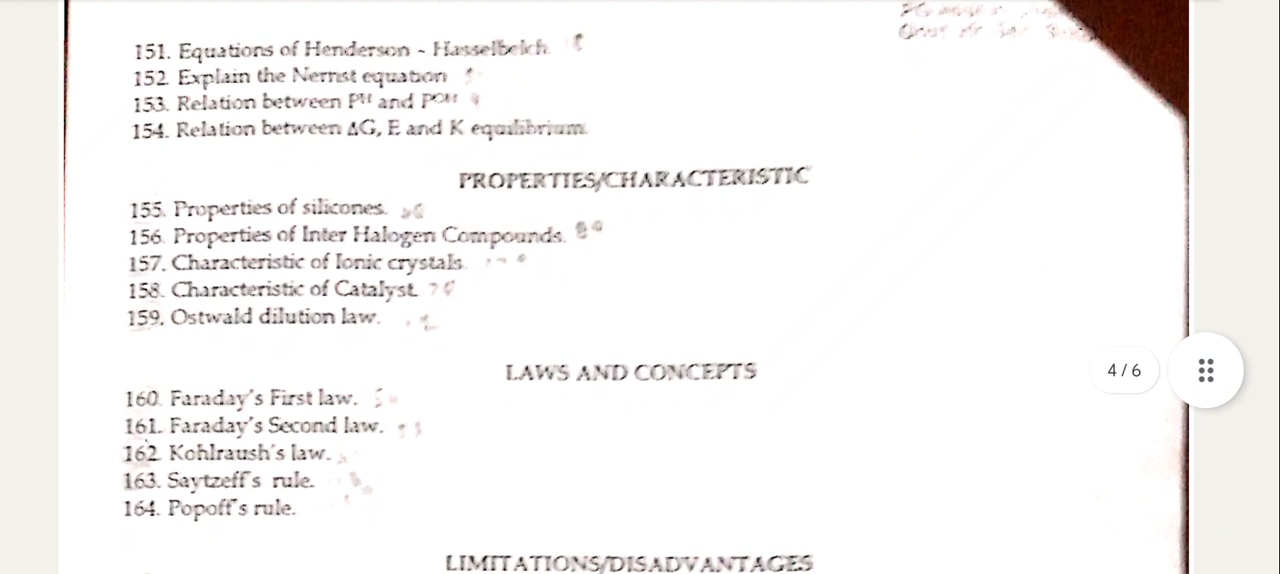 151. Equations of Henderson - Hasselbelch.
152. Explain the Nernst equation
153. Relation between Pᴴ and Pᴼᴴ
154. Relation between ΔG, E and K equilibrium.
PROPERTIES/CHARACTERISTIC
155. Properties of silicones.
156. Properties of Inter Halogen Compounds.
157. Characteristic of Ionic crystals.
158. Characteristic of Catalyst.
159. Ostwald dilution law.
LAWS AND CONCEPTS
4 / 6
160. Faraday's First law.
161. Faraday's Second law.
162. Kohlraush's law.
163. Saytzeff's rule.
164. Popoff's rule.
LIMITATIONS/DISADVANTAGES